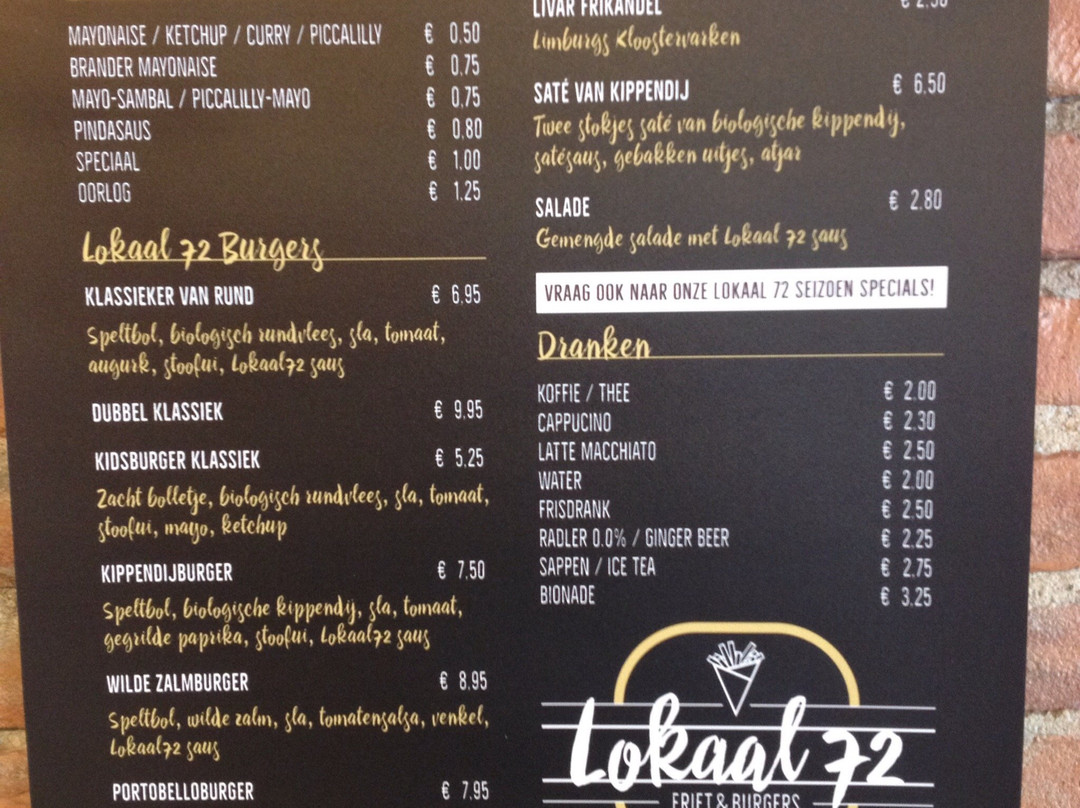 MAYONAISE / KETCHUP / CURRY / PICCALILLY € 0.50
BRANDER MAYONAISE € 0.75
MAYO-SAMBAL / PICCALILLY-MAYO € 0.75
PINDASAUS € 0.80
SPECIAAL € 1.00
OORLOG € 1.25
Lokaal 72 Burgers
KLASSIEKER VAN RUND € 6,95
Speltbol, biologisch rundvlees, sla, tomaat,
augurk, stoofui, Lokaal72 saus
DUBBEL KLASSIEK € 9.95
KIDSBURGER KLASSIEK € 5.25
Zacht bolletje, biologisch rundvlees, sla, tomaat,
stoofui, mayo, ketchup
KIPPENDIJBURGER € 7.50
Speltbol, biologische kippendij, sla, tomaat,
gegrilde paprika, stoofui, Lokaal72 saus
WILDE ZALMBURGER € 8.95
Speltbol, wilde zalm, sla, tomatensalsa, venkel,
Lokaal72 saus
PORTOBELLOBURGER € 7.95
LIVAR FRIKANDEL € 2.50
Limburgs Kloostervarken
SATÉ VAN KIPPENDIJ € 6.50
Twee stokjes saté van biologische kippendij,
satésaus, gebakken uitjes, atjar
SALADE € 2.80
Gemengde salade met Lokaal 72 saus
VRAAG OOK NAAR ONZE LOKAAL 72 SEIZOEN SPECIALS!
Dranken
KOFFIE / THEE € 2.00
CAPPUCINO € 2.30
LATTE MACCHIATO € 2.50
WATER € 2.00
FRISDRANK € 2.50
RADLER 0.0% / GINGER BEER € 2.25
SAPPEN / ICE TEA € 2.75
BIONADE € 3.25
Lokaal 72
FRIET & BURGERS